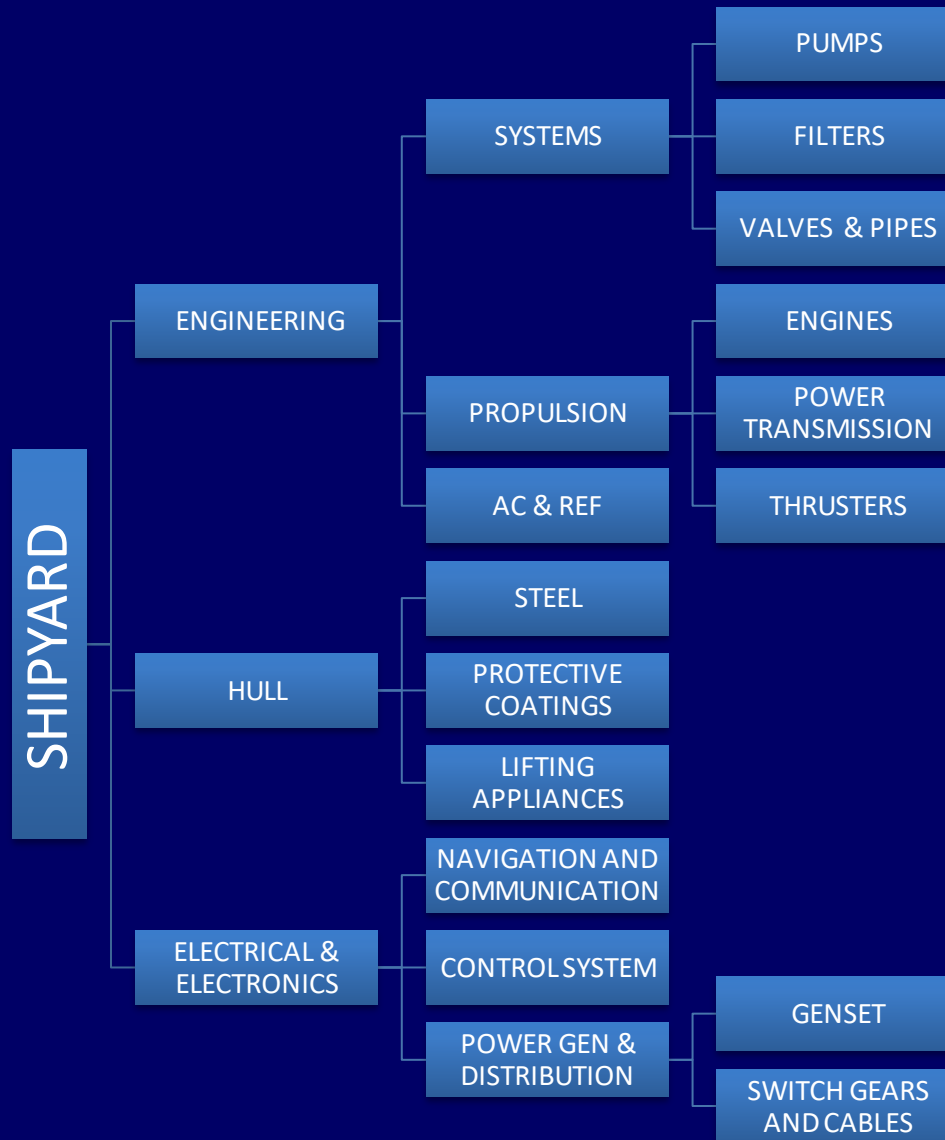 SHIPYARD
ENGINEERING
SYSTEMS
PUMPS
FILTERS
VALVES & PIPES
PROPULSION
ENGINES
POWER
TRANSMISSION
THRUSTERS
AC & REF
HULL
STEEL
PROTECTIVE
COATINGS
LIFTING
APPLIANCES
ELECTRICAL &
ELECTRONICS
NAVIGATION AND
COMMUNICATION
CONTROL SYSTEM
POWER GEN &
DISTRIBUTION
GENSET
SWITCH GEARS
AND CABLES